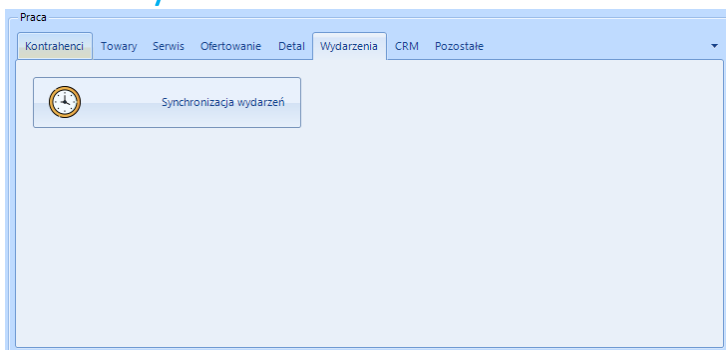 Praca
Kontrahenci Towary Serwis Ofertowanie Detal Wydarzenia CRM Pozostałe
Synchronizacja wydarzeń